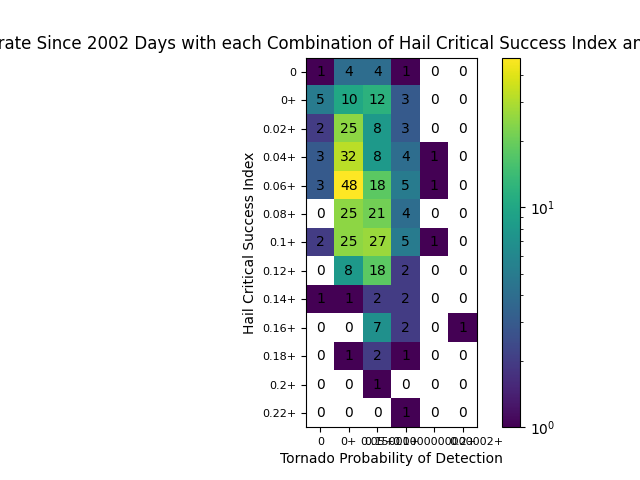 rate Since 2002 Days with each Combination of Hail Critical Success Index an
0 1 4 4 1 0 0
0+ 5 10 12 3 0 0
0.02+ 2 25 8 3 0 0
0.04+ 3 32 8 4 1 0
0.06+ 3 48 18 5 1 0
0.08+ 0 25 21 4 0 0
0.1+ 2 25 27 5 1 0
0.12+ 0 8 18 2 0 0
0.14+ 1 1 2 2 0 0
0.16+ 0 0 7 2 0 1
0.18+ 0 1 2 1 0 0
0.2+ 0 0 1 0 0 0
0.22+ 0 0 0 1 0 0
0 0+
Hail Critical Success Index
Tornado Probability of Detection
10¹
10⁰